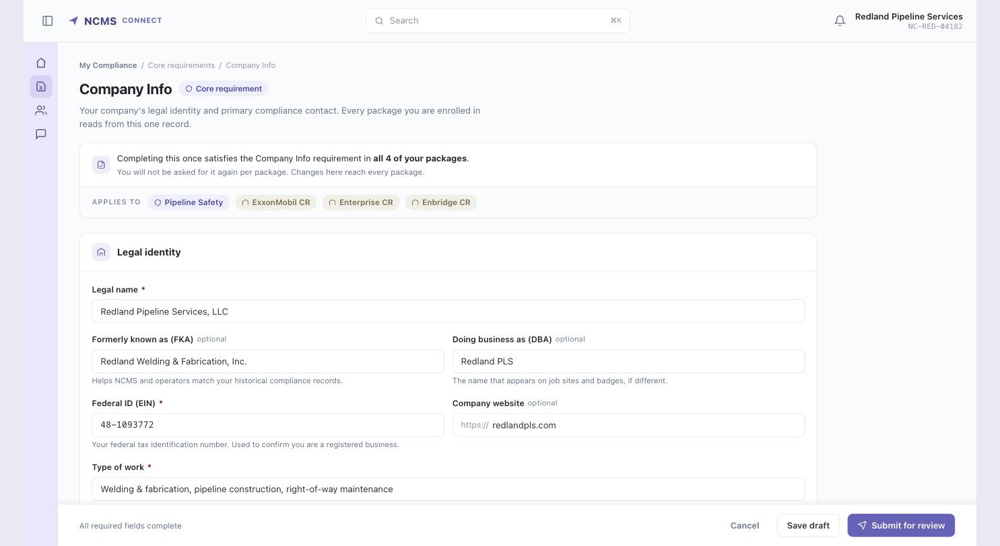 NCMS CONNECT
Search ⌘K
Redland Pipeline Services
NC-RED-04182
My Compliance / Core requirements / Company Info
Company Info Core requirement
Your company's legal identity and primary compliance contact. Every package you are enrolled in
reads from this one record.
Completing this once satisfies the Company Info requirement in all 4 of your packages.
You will not be asked for it again per package. Changes here reach every package.
APPLIES TO Pipeline Safety ExxonMobil CR Enterprise CR Enbridge CR
Legal identity
Legal name *
Redland Pipeline Services, LLC
Formerly known as (FKA) optional
Redland Welding & Fabrication, Inc.
Helps NCMS and operators match your historical compliance records.
Doing business as (DBA) optional
Redland PLS
The name that appears on job sites and badges, if different.
Federal ID (EIN) *
48-1093772
Your federal tax identification number. Used to confirm you are a registered business.
Company website optional
https:// redlandpls.com
Type of work *
Welding & fabrication, pipeline construction, right-of-way maintenance
All required fields complete
Cancel Save draft Submit for review